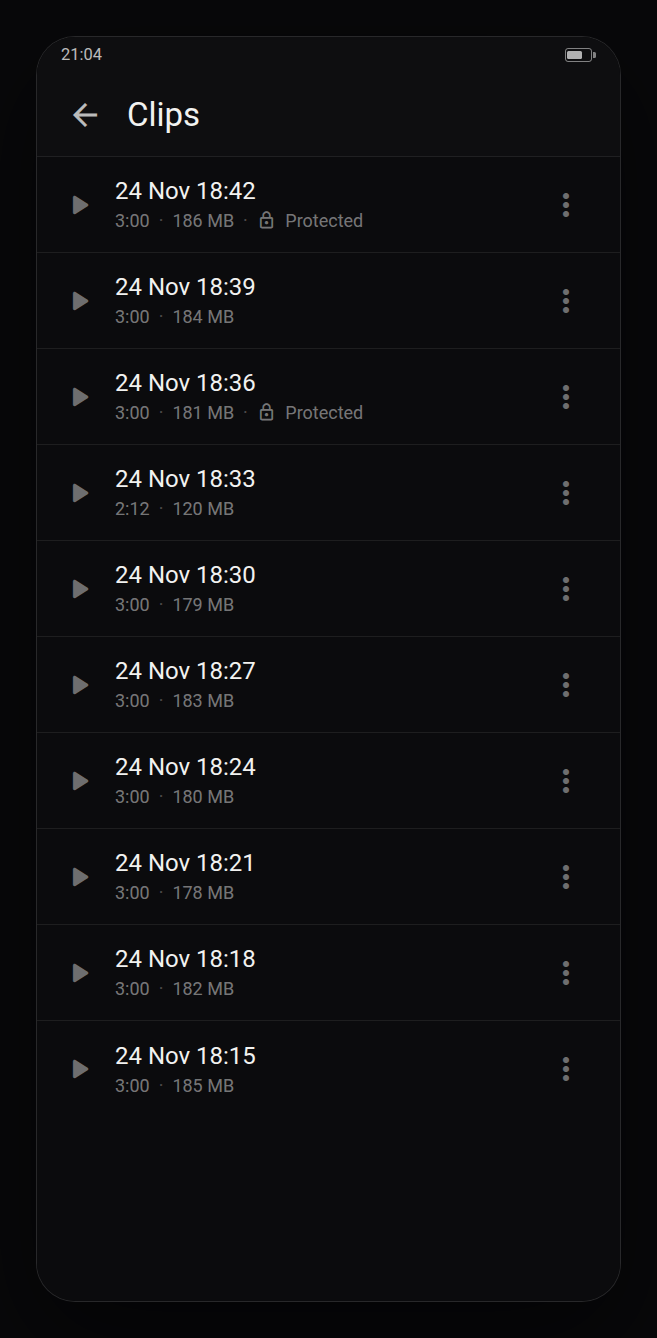 21:04
Clips
24 Nov 18:42
3:00 · 186 MB · Protected
24 Nov 18:39
3:00 · 184 MB
24 Nov 18:36
3:00 · 181 MB · Protected
24 Nov 18:33
2:12 · 120 MB
24 Nov 18:30
3:00 · 179 MB
24 Nov 18:27
3:00 · 183 MB
24 Nov 18:24
3:00 · 180 MB
24 Nov 18:21
3:00 · 178 MB
24 Nov 18:18
3:00 · 182 MB
24 Nov 18:15
3:00 · 185 MB